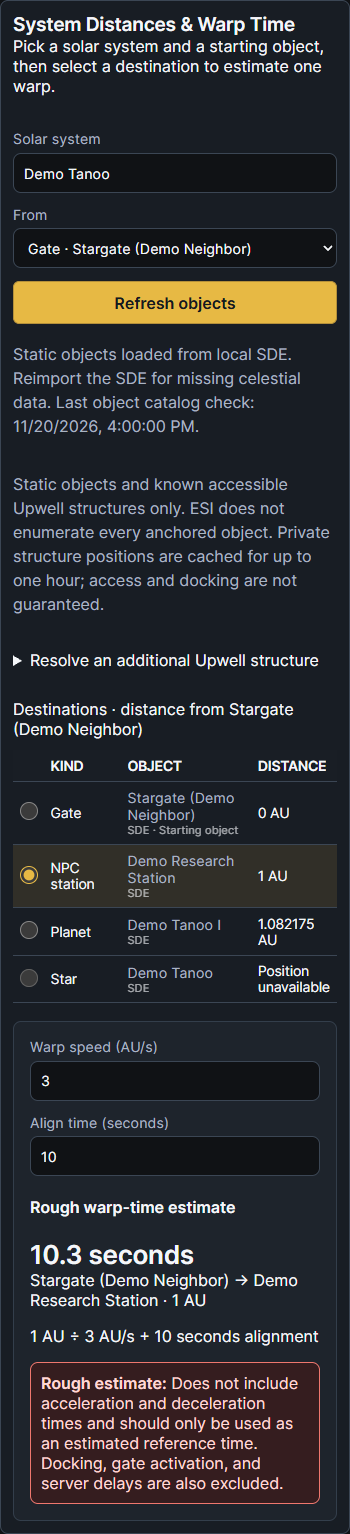 System Distances & Warp Time
Pick a solar system and a starting object,
then select a destination to estimate one
warp.
Solar system
Demo Tanoo
From
Gate · Stargate (Demo Neighbor)
Refresh objects
Static objects loaded from local SDE.
Reimport the SDE for missing celestial
data. Last object catalog check:
11/20/2026, 4:00:00 PM.
Static objects and known accessible
Upwell structures only. ESI does not
enumerate every anchored object. Private
structure positions are cached for up to
one hour; access and docking are not
guaranteed.
Resolve an additional Upwell structure
Destinations · distance from Stargate
(Demo Neighbor)
KIND OBJECT DISTANCE
Gate Stargate (Demo Neighbor) 0 AU
SDE · Starting object
NPC station Demo Research Station 1 AU
SDE
Planet Demo Tanoo I 1.082175 AU
SDE
Star Demo Tanoo Position unavailable
SDE
Warp speed (AU/s)
3
Align time (seconds)
10
Rough warp-time estimate
10.3 seconds
Stargate (Demo Neighbor) → Demo
Research Station · 1 AU
1 AU ÷ 3 AU/s + 10 seconds alignment
Rough estimate: Does not include
acceleration and deceleration
times and should only be used as
an estimated reference time.
Docking, gate activation, and
server delays are also excluded.